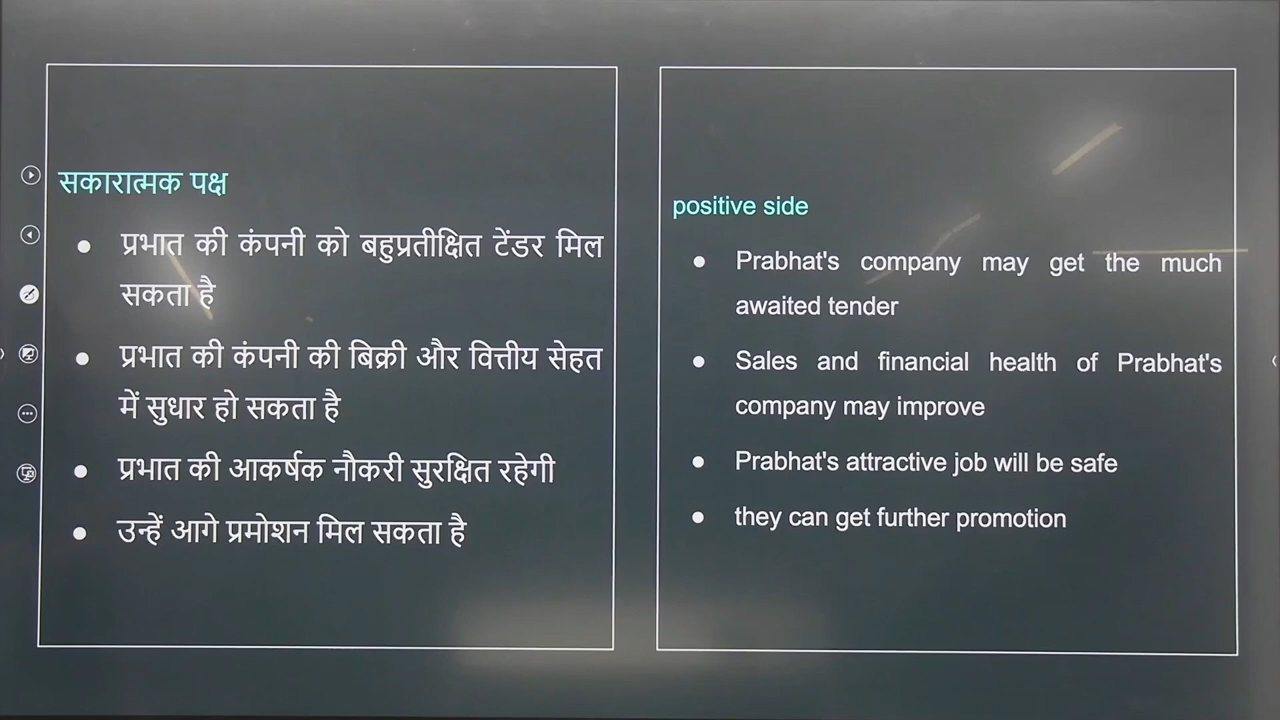 सकारात्मक पक्ष
● प्रभात की कंपनी को बहुप्रतीक्षित टेंडर मिल
सकता है
● प्रभात की कंपनी की बिक्री और वित्तीय सेहत
में सुधार हो सकता है
● प्रभात की आकर्षक नौकरी सुरक्षित रहेगी
● उन्हें आगे प्रमोशन मिल सकता है
positive side
● Prabhat's company may get the much
awaited tender
● Sales and financial health of Prabhat's
company may improve
● Prabhat's attractive job will be safe
● they can get further promotion